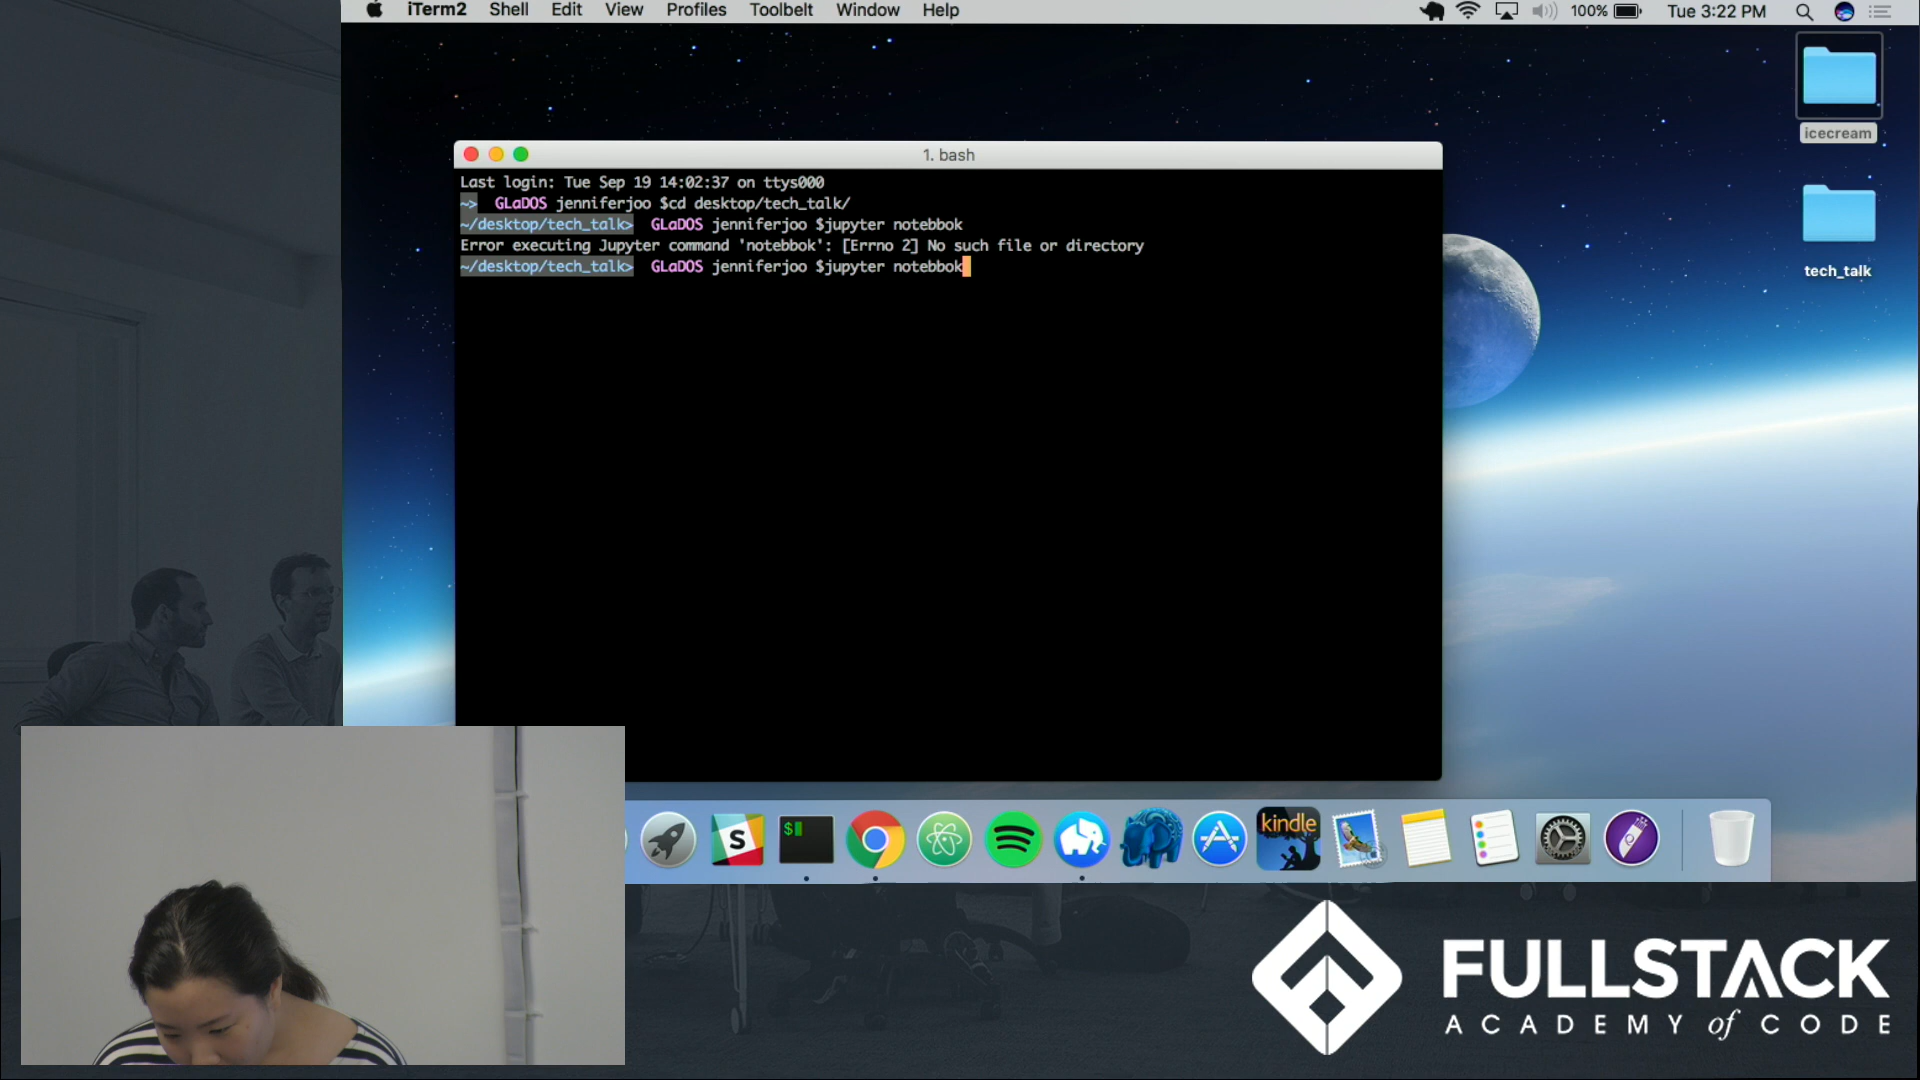 iTerm2 Shell Edit View Profiles Toolbelt Window Help 100% Tue 3:22 PM
icecream
tech_talk
1. bash
Last login: Tue Sep 19 14:02:37 on ttys000
~> GLaDOS jenniferjoo $cd desktop/tech_talk/
~/desktop/tech_talk> GLaDOS jenniferjoo $jupyter notebbok
Error executing Jupyter command 'notebbok': [Errno 2] No such file or directory
~/desktop/tech_talk> GLaDOS jenniferjoo $jupyter notebbok
S
$
kindle
FULLSTACK
ACADEMY of CODE